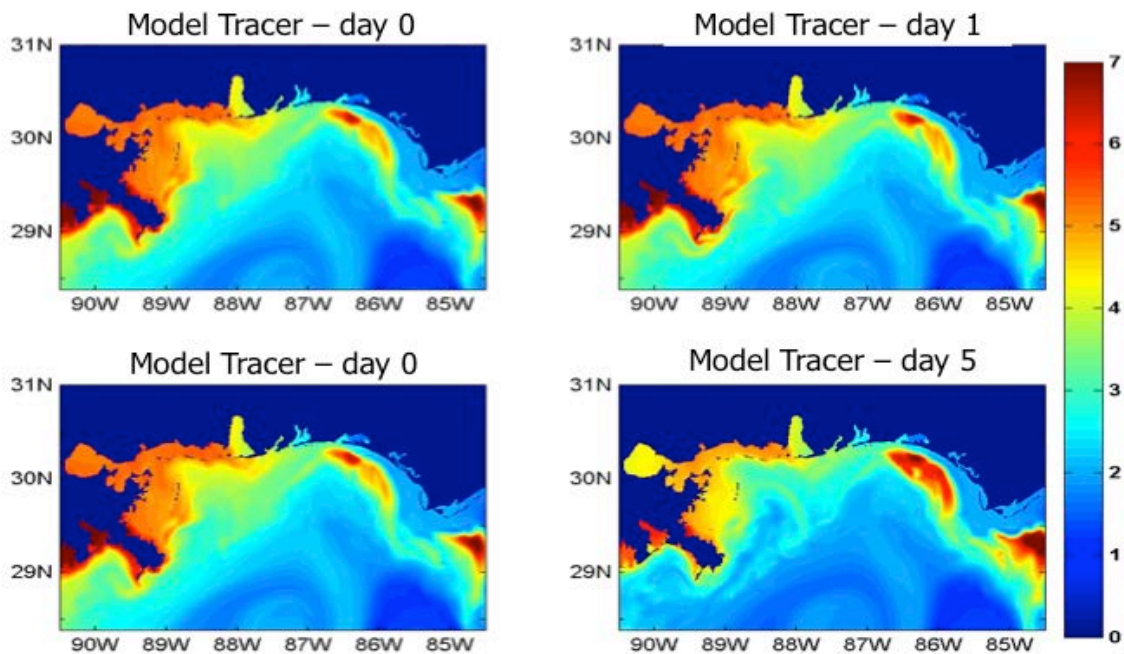 Model Tracer – day 0
Model Tracer – day 1
31N
30N
29N
90W 89W 88W 87W 86W 85W
31N
30N
29N
90W 89W 88W 87W 86W 85W
7
6
5
4
3
2
1
0
Model Tracer – day 0
Model Tracer – day 5
31N
30N
29N
90W 89W 88W 87W 86W 85W
31N
30N
29N
90W 89W 88W 87W 86W 85W